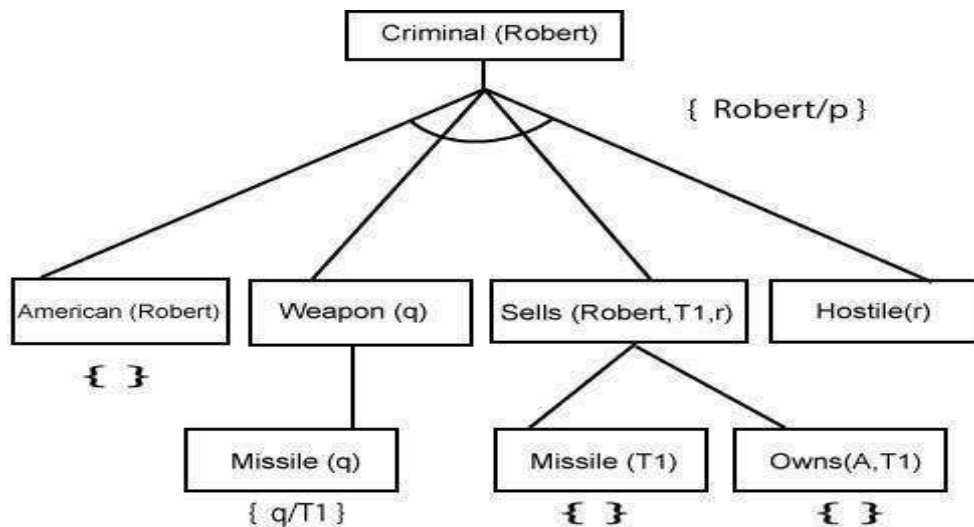 Criminal (Robert)
{ Robert/p }
American (Robert)
Weapon (q)
Sells (Robert,T1,r)
Hostile(r)
{ }
Missile (q)
Missile (T1)
Owns(A,T1)
{ q/T1 }
{ }
{ }